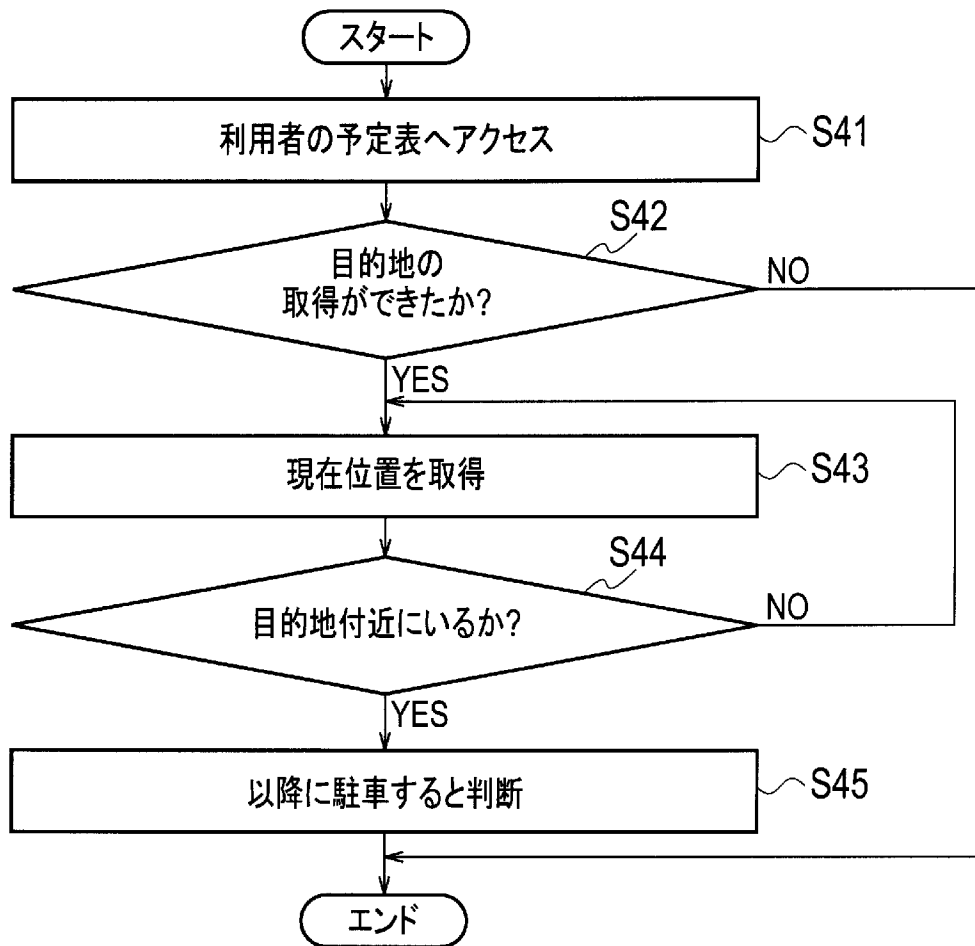 スタート
利用者の予定表へアクセス
S41
S42
目的地の
取得ができたか?
NO
YES
現在位置を取得
S43
S44
目的地付近にいるか?
NO
YES
以降に駐車すると判断
S45
エンド